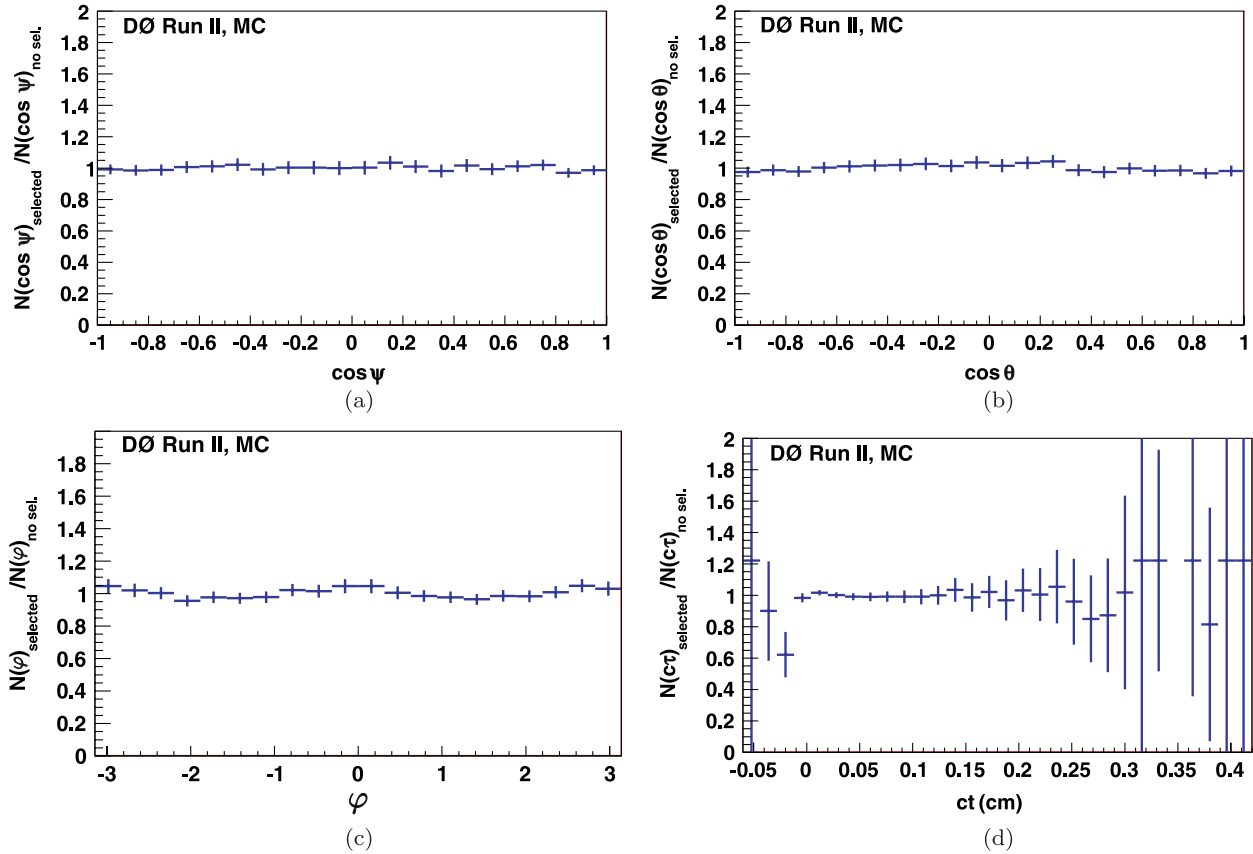 DØ Run II, MC
N(cos ψ)selected /N(cos ψ)no sel.
2
1.8
1.6
1.4
1.2
1
0.8
0.6
0.4
0.2
0
-1 -0.8 -0.6 -0.4 -0.2 0 0.2 0.4 0.6 0.8 1
cos ψ
(a)
DØ Run II, MC
N(cos θ)selected /N(cos θ)no sel.
2
1.8
1.6
1.4
1.2
1
0.8
0.6
0.4
0.2
0
-1 -0.8 -0.6 -0.4 -0.2 0 0.2 0.4 0.6 0.8 1
cos θ
(b)
DØ Run II, MC
N(φ)selected /N(φ)no sel.
1.8
1.6
1.4
1.2
1
0.8
0.6
0.4
0.2
0
-3 -2 -1 0 1 2 3
φ
(c)
DØ Run II, MC
N(cτ)selected /N(cτ)no sel.
2
1.8
1.6
1.4
1.2
1
0.8
0.6
0.4
0.2
0
-0.05 0 0.05 0.1 0.15 0.2 0.25 0.3 0.35 0.4
ct (cm)
(d)